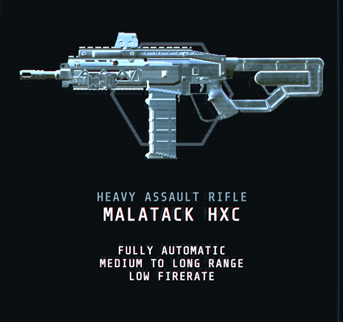 HEAVY ASSAULT RIFLE
MALATACK HXC
FULLY AUTOMATIC
MEDIUM TO LONG RANGE
LOW FIRERATE